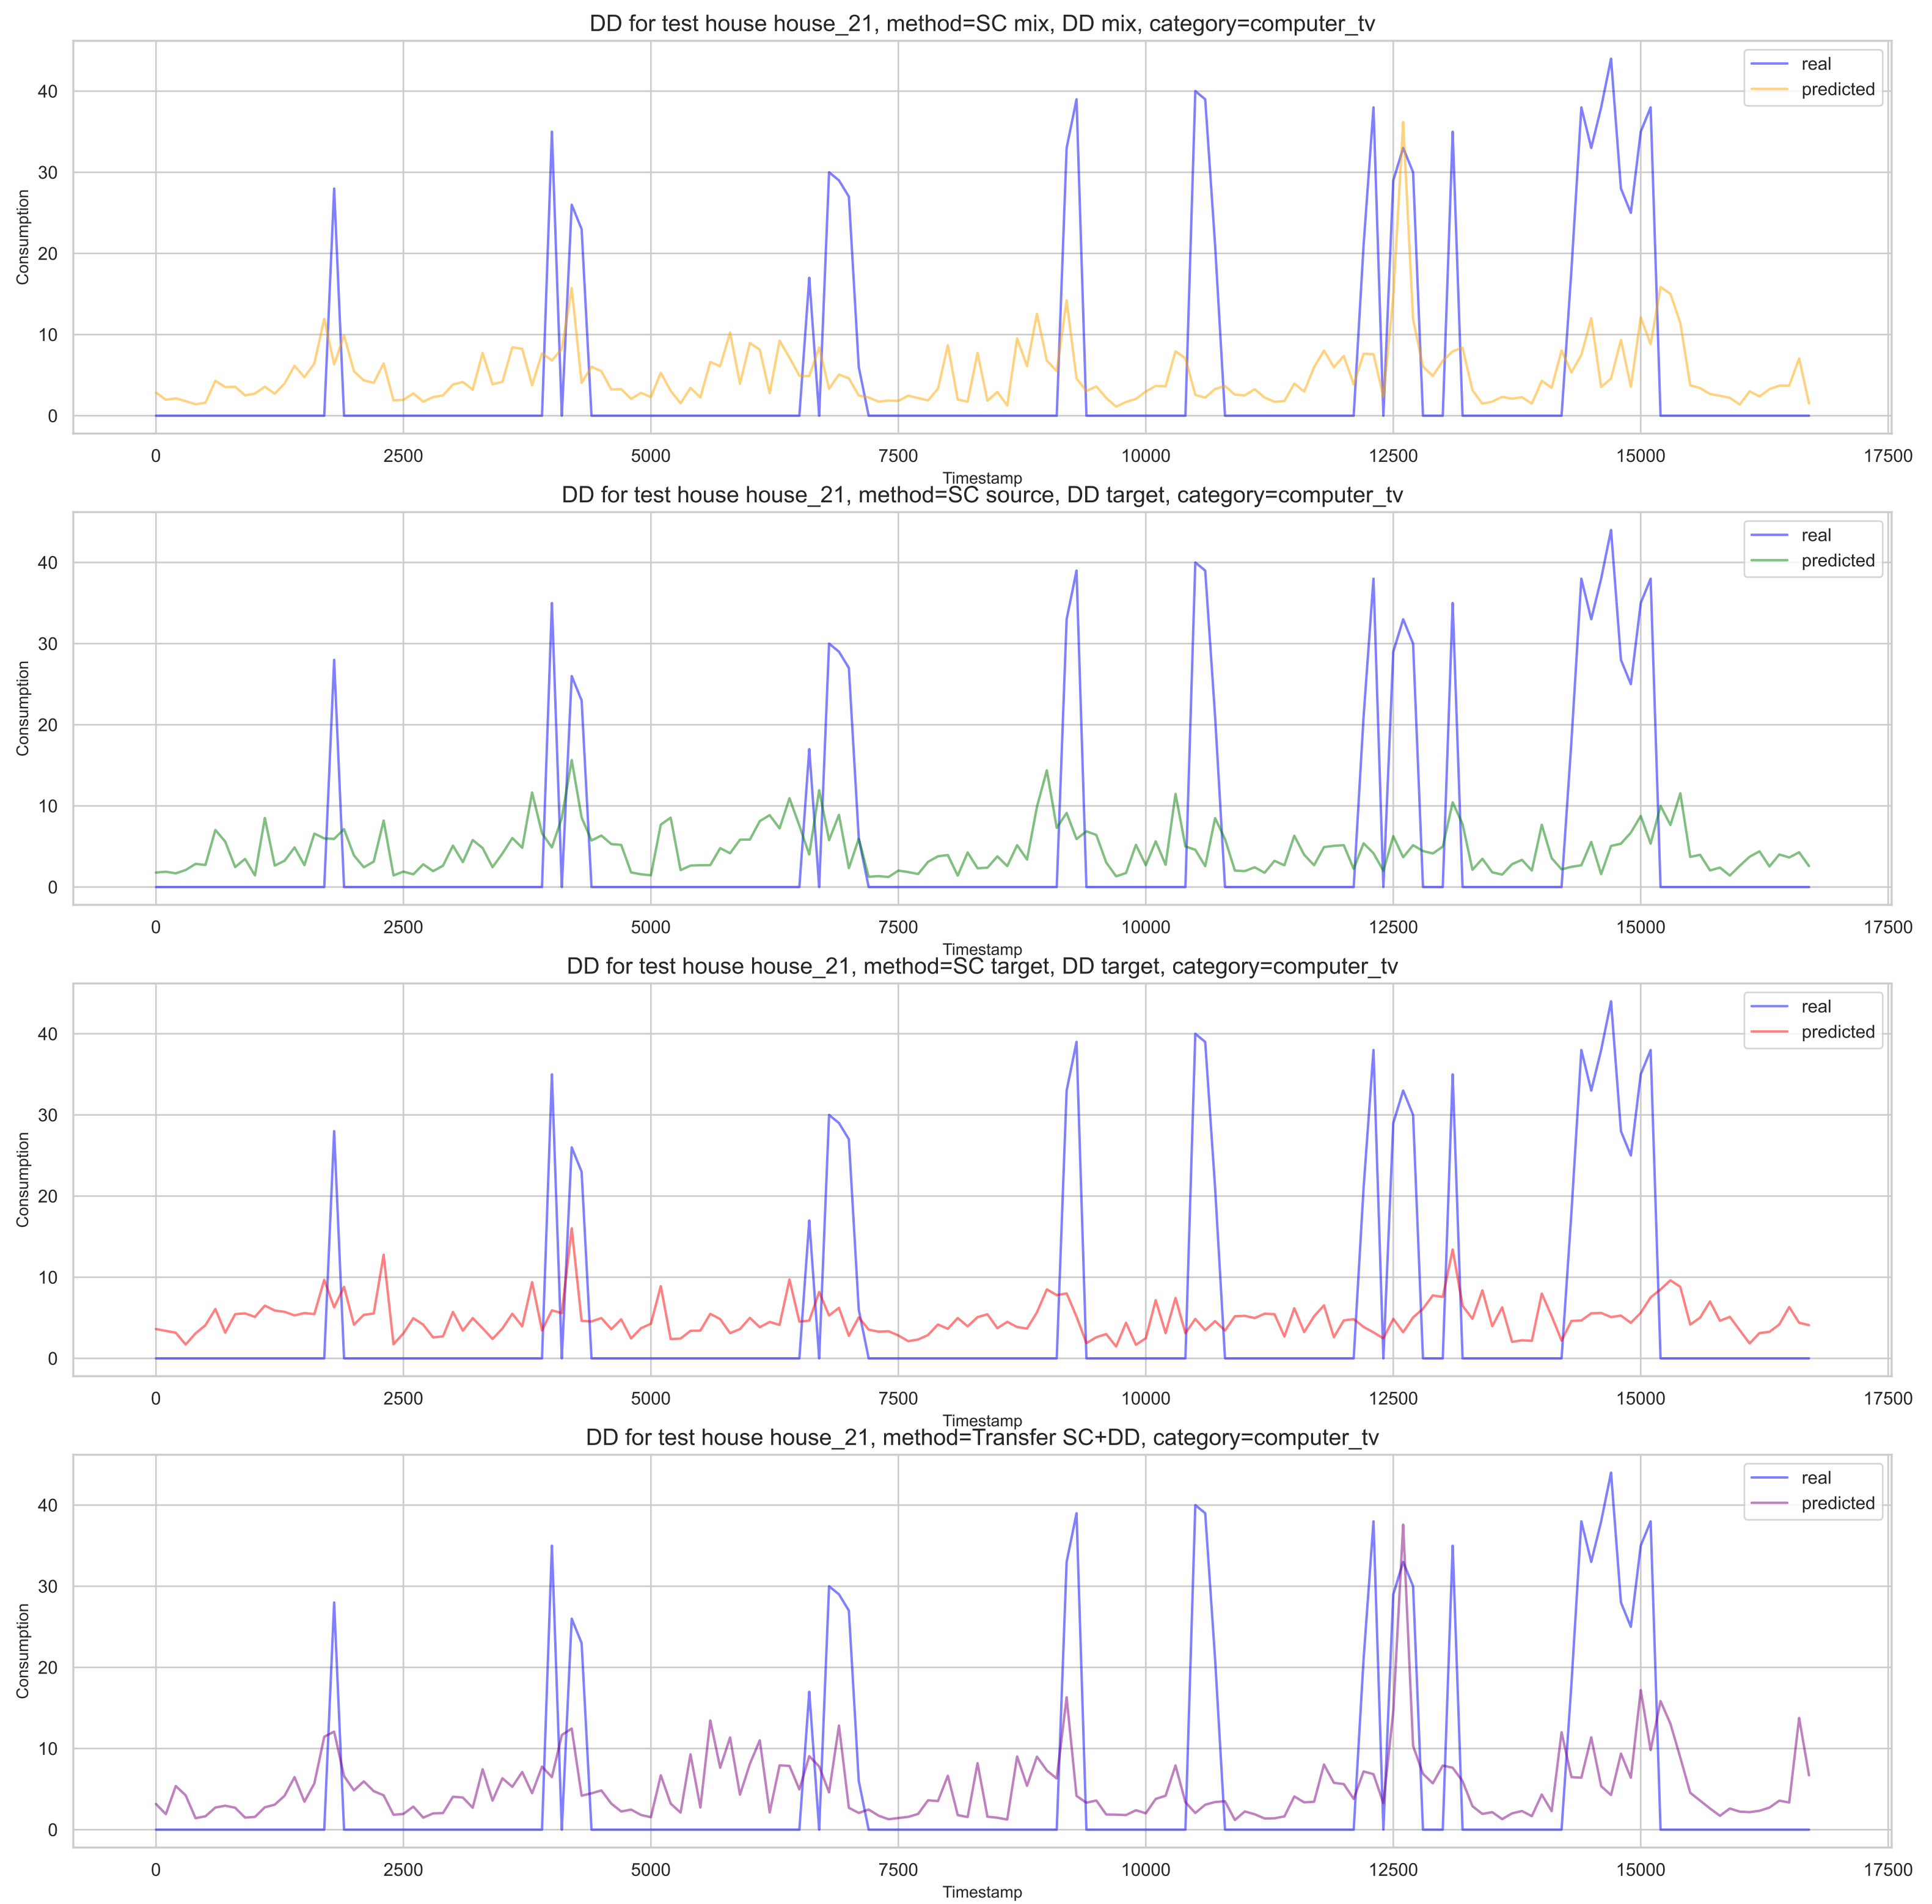 DD for test house house_21, method=SC mix, DD mix, category=computer_tv
real
predicted
40
30
20
10
0
Consumption
0 2500 5000 7500 10000 12500 15000 17500
Timestamp
DD for test house house_21, method=SC source, DD target, category=computer_tv
real
predicted
40
30
20
10
0
Consumption
0 2500 5000 7500 10000 12500 15000 17500
Timestamp
DD for test house house_21, method=SC target, DD target, category=computer_tv
real
predicted
40
30
20
10
0
Consumption
0 2500 5000 7500 10000 12500 15000 17500
Timestamp
DD for test house house_21, method=Transfer SC+DD, category=computer_tv
real
predicted
40
30
20
10
0
Consumption
0 2500 5000 7500 10000 12500 15000 17500
Timestamp